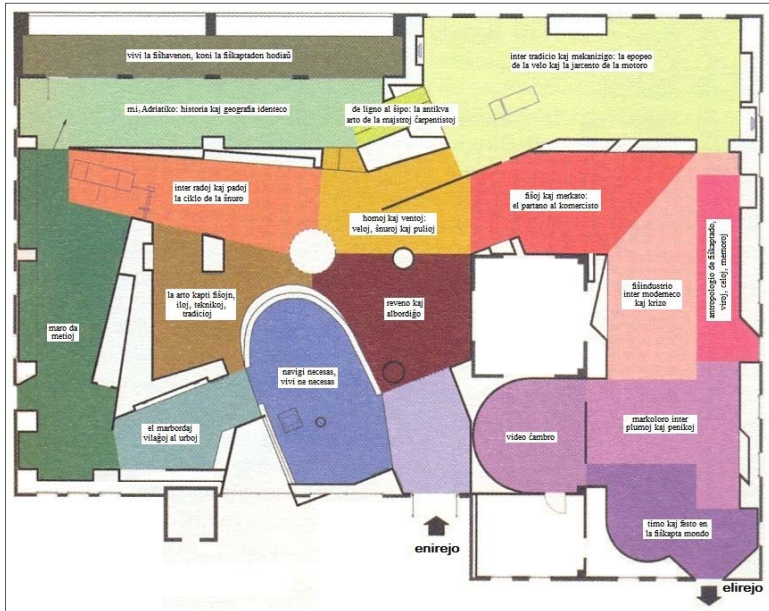 vivi la fiŝhavenon, koni la fiŝkaptadon hodiaŭ
inter tradicio kaj mekanizigo: la epopeo
de la velo kaj la jarcento de la motoro
mi, Adriatiko: historia kaj geografia identeco
de ligno al ŝipo: la antikva
arto de la majstroj ĉarpentistoj
inter radoj kaj padoj
la ciklo de la ŝnuro
homoj kaj ventoj:
veloj, ŝnuroj kaj pulioj
fiŝoj kaj merkato:
el partano al komercisto
antropologio de fiŝkaptado,
viroj, celoj, memoroj
fiŝindustrio
inter moderneco
kaj krizo
la arto kapti fiŝojn,
iloj, teknikoj,
tradicioj
reveno kaj
albordiĝo
maro da
metioj
navigi necesas,
vivi ne necesas
el marbordaj
vilaĝoj al urboj
video ĉambro
markoloro inter
plumoj kaj penikoj
timo kaj festo en
la fiŝkapta mondo
enirejo
elirejo